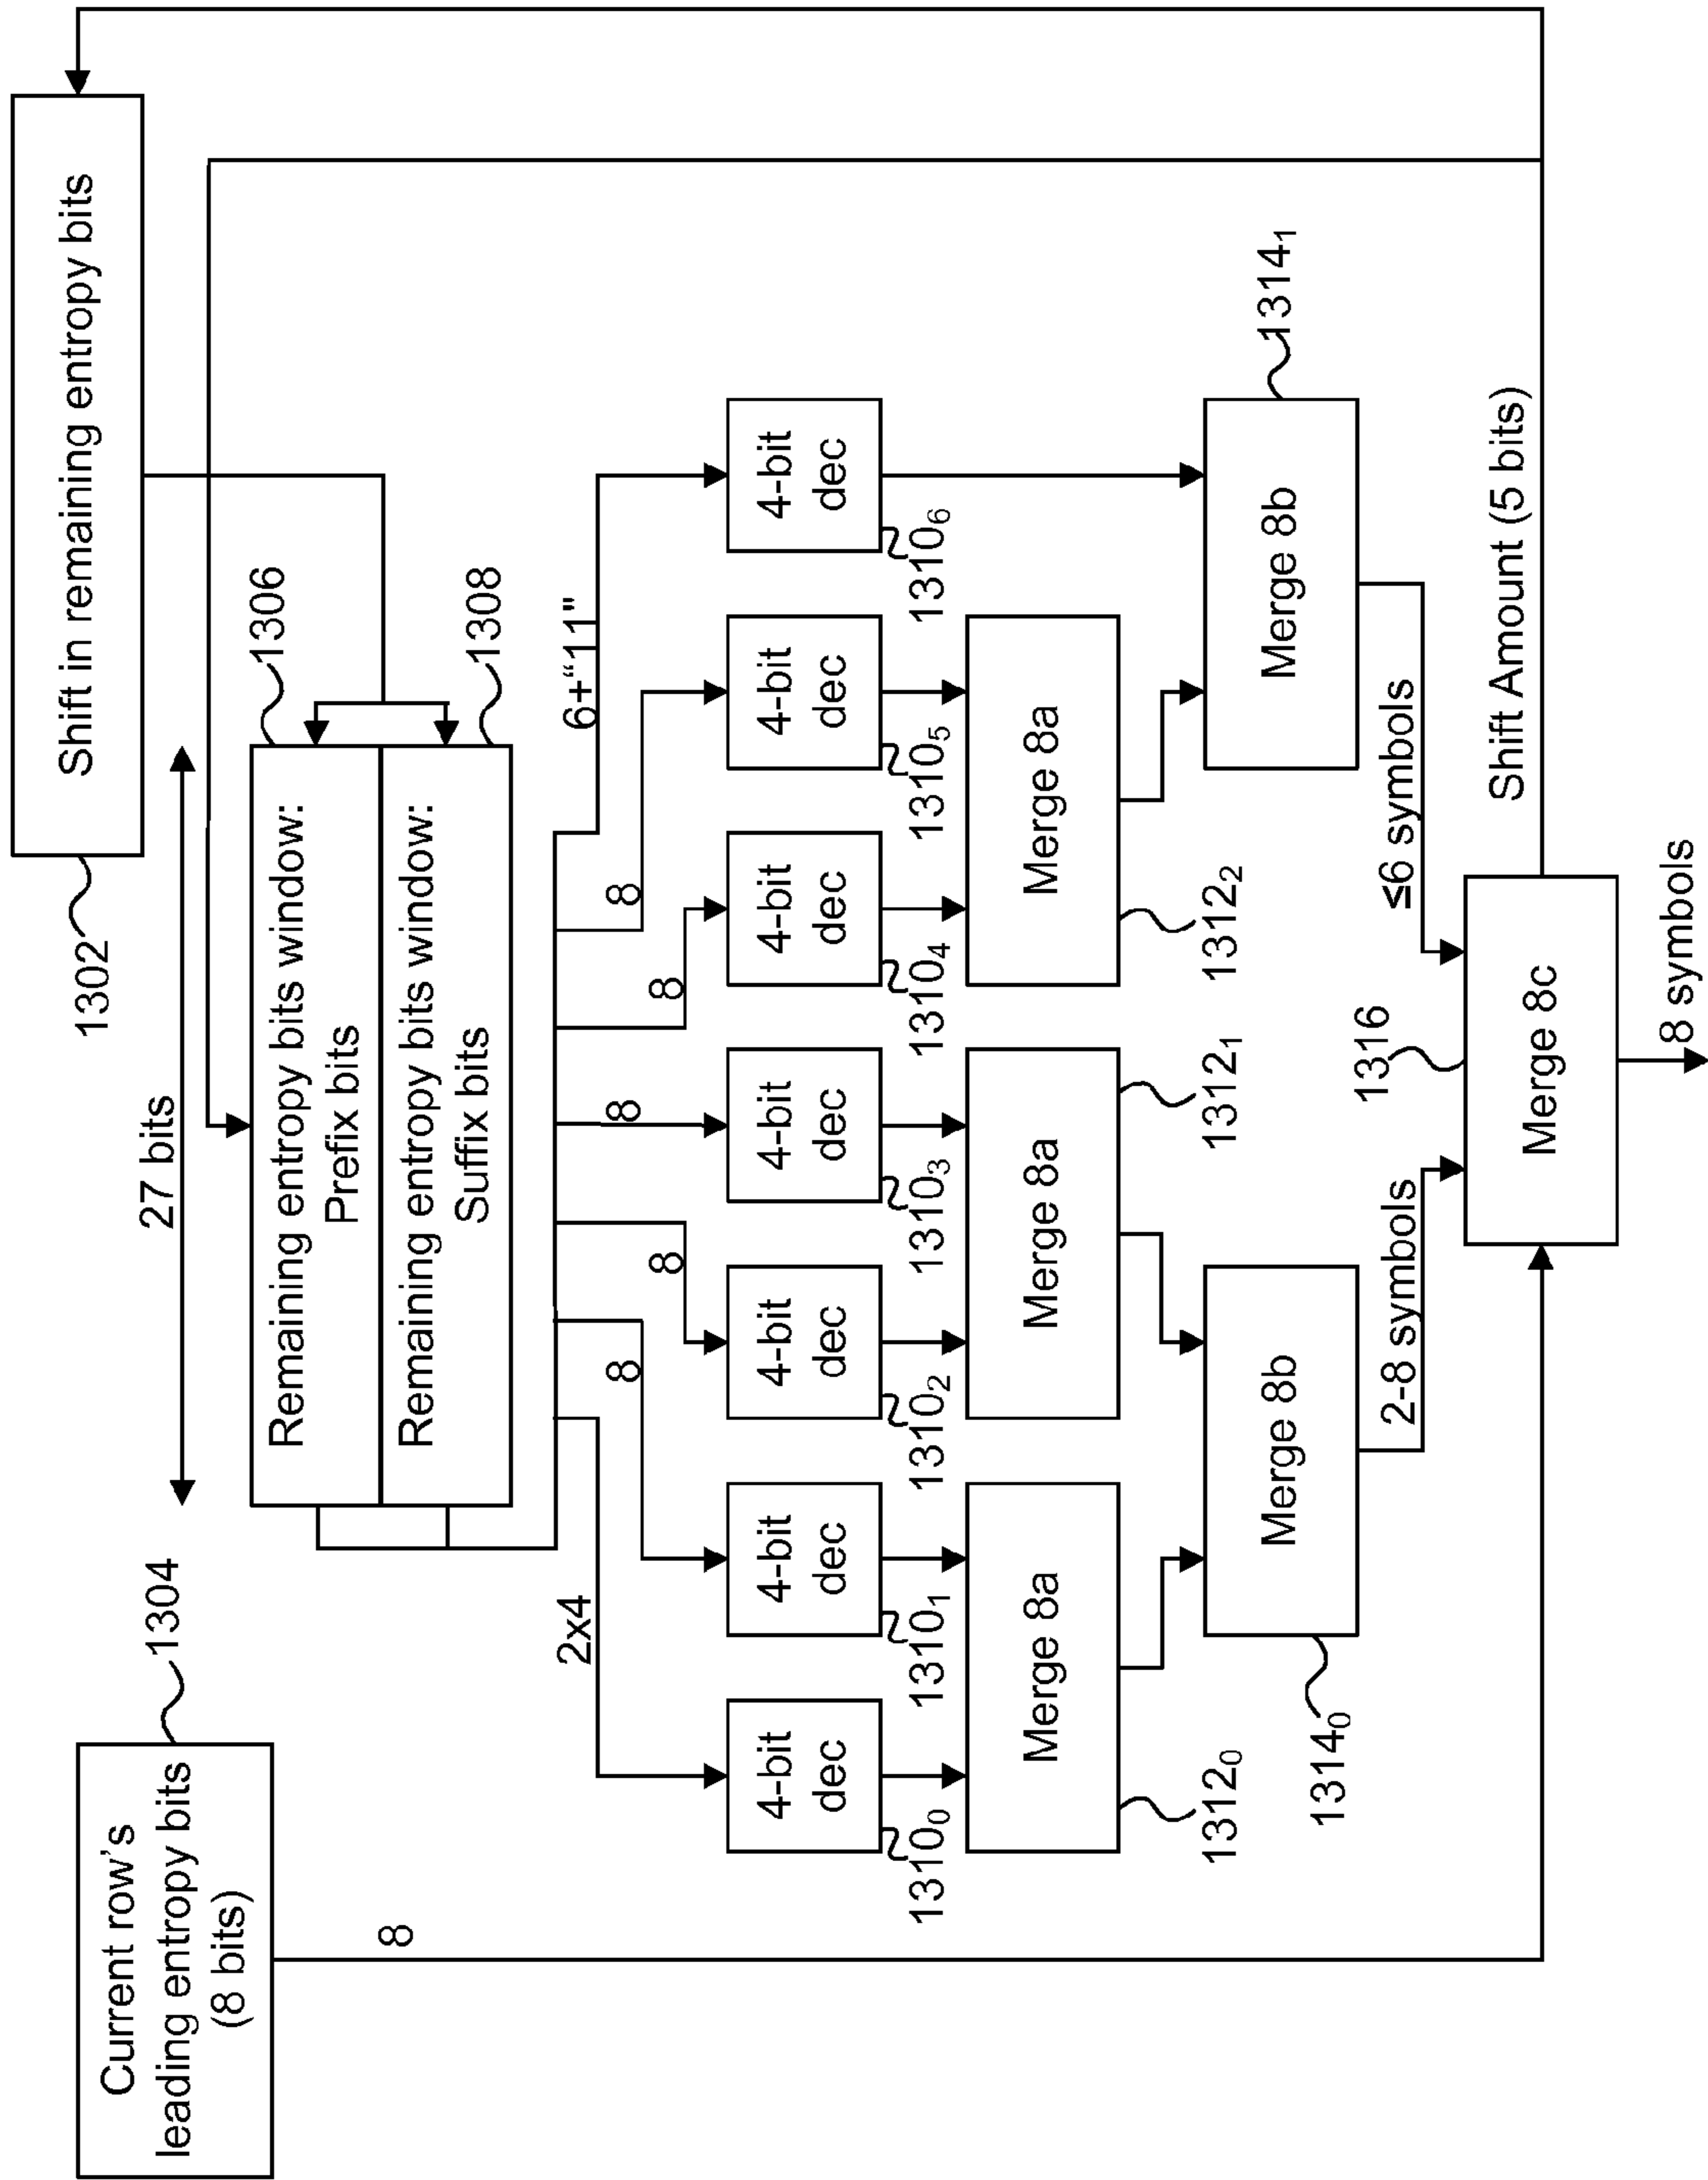 Current row's
leading entropy bits
(8 bits)
1304
27 bits
1302
Shift in remaining entropy bits
Remaining entropy bits window:
Prefix bits
1306
Remaining entropy bits window:
Suffix bits
1308
8
2x4
8
8
8
8
8
6+“11"
4-bit
dec
1310₀
4-bit
dec
1310₁
4-bit
dec
1310₂
4-bit
dec
1310₃
4-bit
dec
1310₄
4-bit
dec
1310₅
4-bit
dec
1310₆
Merge 8a
1312₀
Merge 8a
1312₁
Merge 8a
1312₂
Merge 8b
1314₀
Merge 8b
1314₁
2-8 symbols
≤6 symbols
1316
Merge 8c
Shift Amount (5 bits)
8 symbols